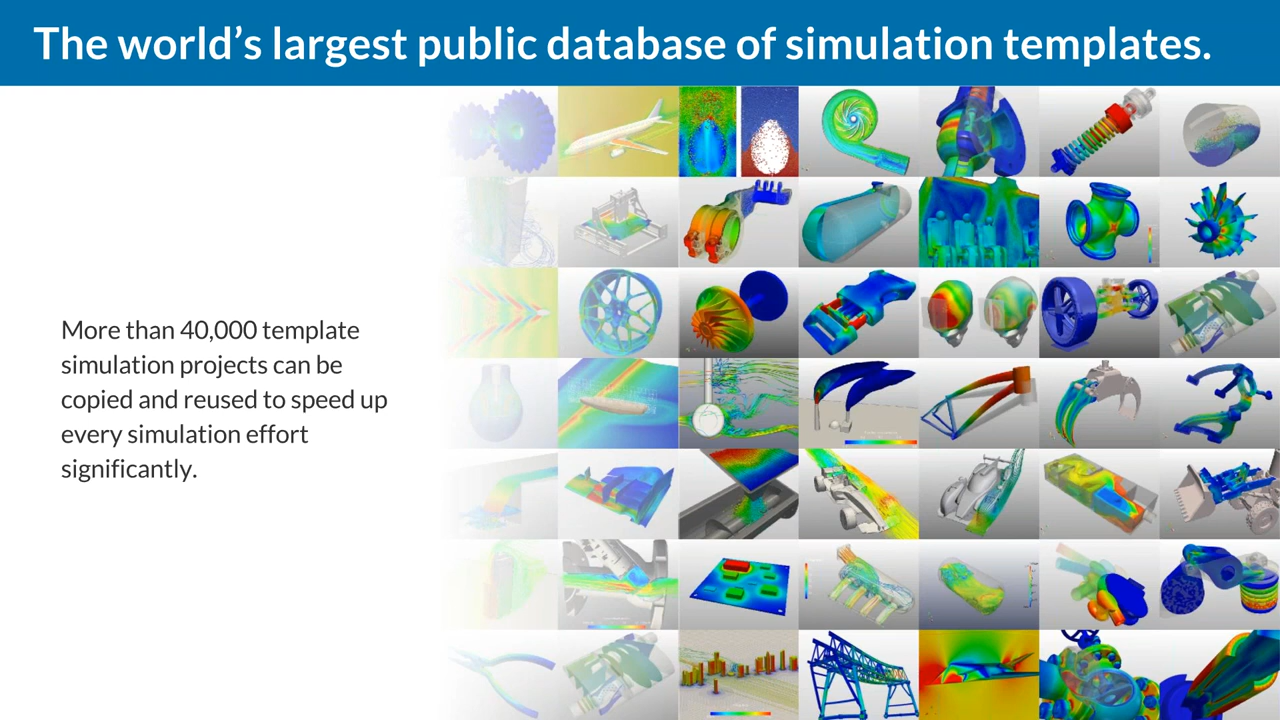 The world’s largest public database of simulation templates.
More than 40,000 template
simulation projects can be
copied and reused to speed up
every simulation effort
significantly.